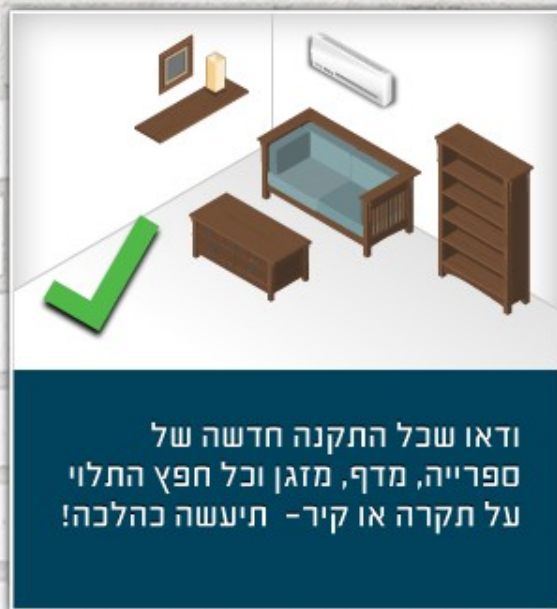 ודאו שכל התקנה חדשה של
ספרייה, מדף, מזגן וכל חפץ התלוי
על תקרה או קיר- תיעשה כהלכה!